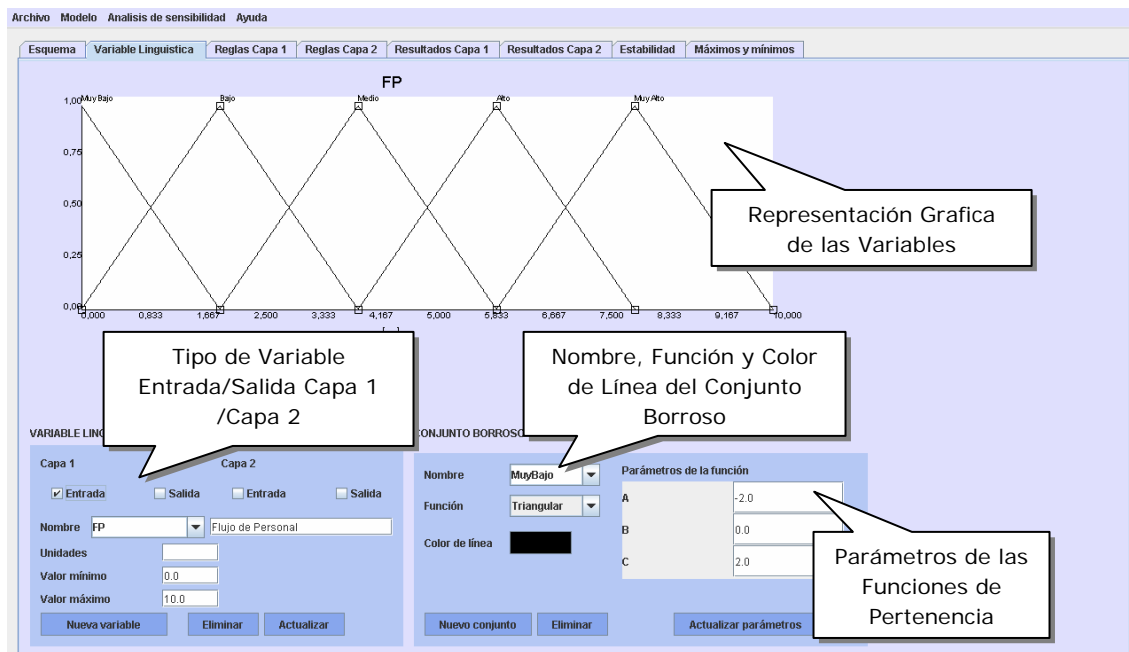 Archivo Modelo Analisis de sensibilidad Ayuda
Esquema Variable Linguistica Reglas Capa 1 Reglas Capa 2 Resultados Capa 1 Resultados Capa 2 Estabilidad Máximos y mínimos
FP
Muy Bajo Bajo Medio Alto Muy Alto
1,00
0,75
0,50
0,25
0,00
0,000 0,833 1,667 2,500 3,333 4,167 5,000 5,833 6,667 7,500 8,333 9,167 10,000
Representación Grafica
de las Variables
Tipo de Variable
Entrada/Salida Capa 1
/Capa 2
Nombre, Función y Color
de Línea del Conjunto
Borroso
VARIABLE
CONJUNTO BORROSO
Capa 1 Capa 2
Entrada Salida Entrada Salida
Nombre FP Flujo de Personal
Unidades
Valor mínimo 0.0
Valor máximo 10.0
Nueva variable Eliminar Actualizar
Nombre MuyBajo
Función Triangular
Color de línea
Parámetros de la función
A -2.0
B 0.0
C 2.0
Nuevo conjunto Eliminar Actualizar parámetros
Parámetros de las
Funciones de
Pertenencia